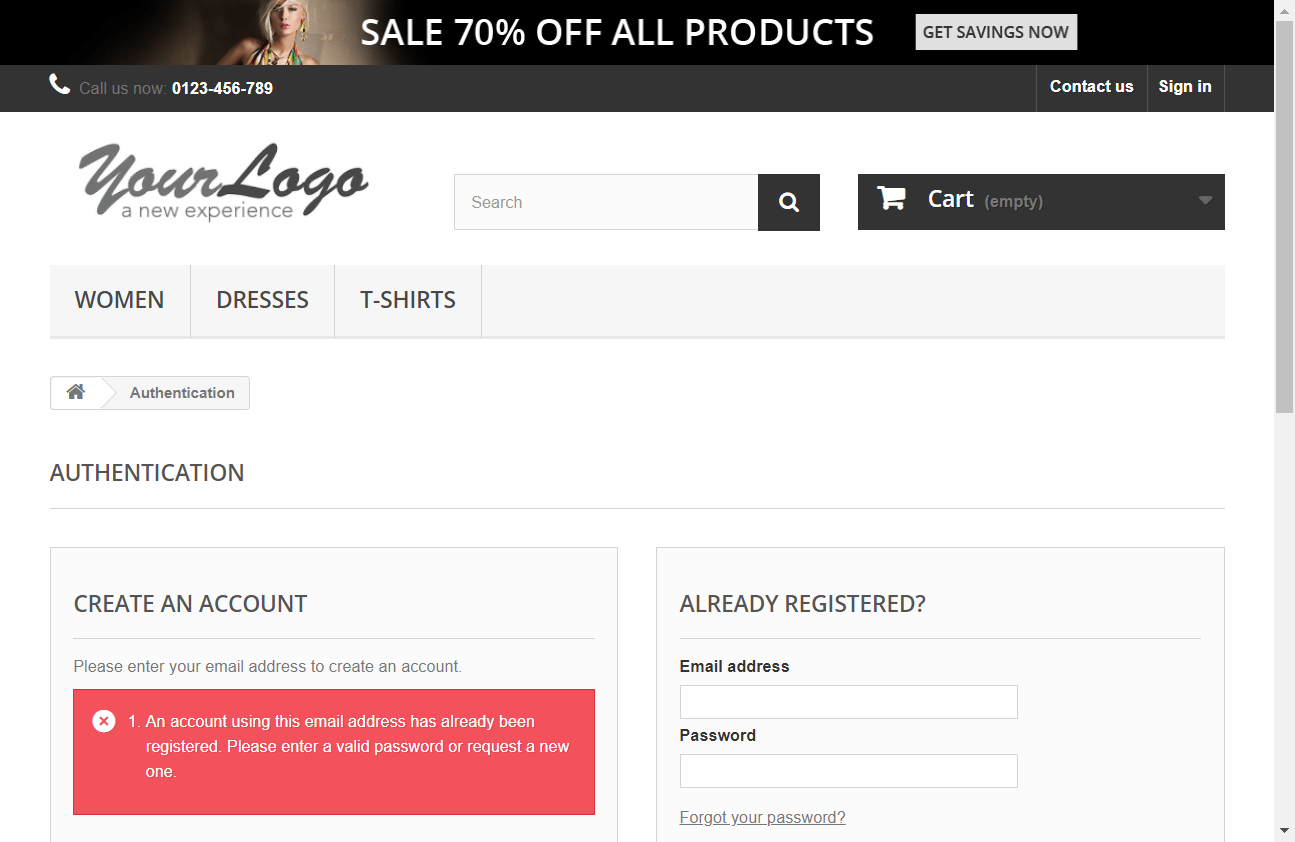 SALE 70% OFF ALL PRODUCTS GET SAVINGS NOW
Call us now: 0123-456-789 Contact us Sign in
Your Logo
a new experience
Search
Cart (empty)
WOMEN DRESSES T-SHIRTS
Authentication
AUTHENTICATION
CREATE AN ACCOUNT
Please enter your email address to create an account.
1. An account using this email address has already been
registered. Please enter a valid password or request a new
one.
ALREADY REGISTERED?
Email address
Password
Forgot your password?